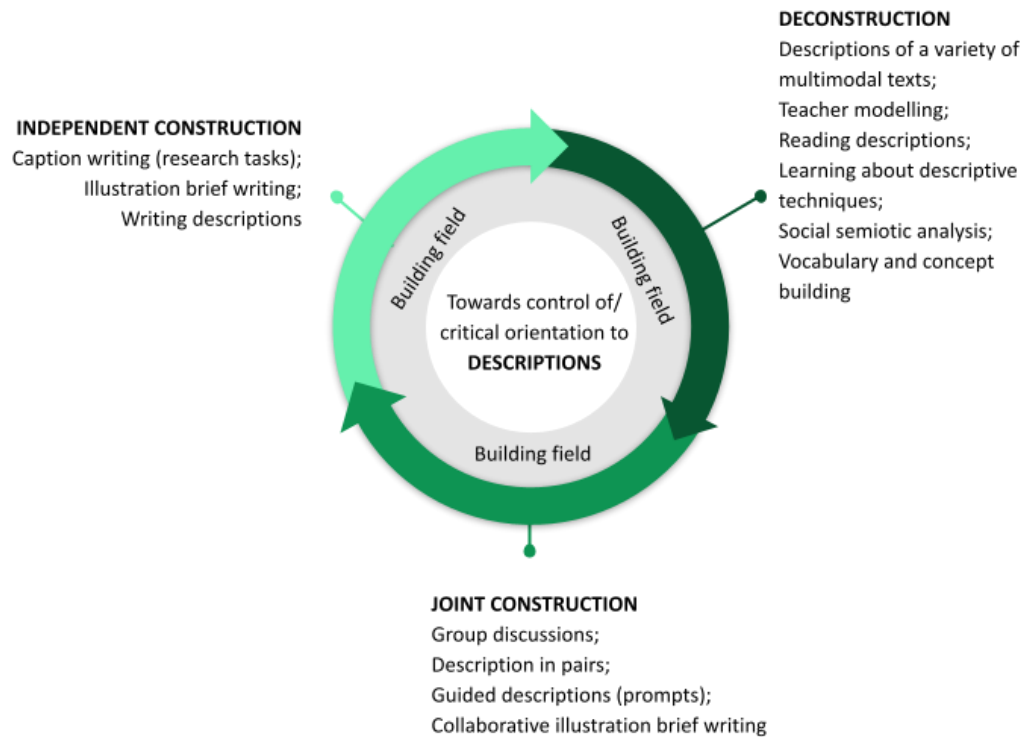 DECONSTRUCTION
Descriptions of a variety of
multimodal texts;
Teacher modelling;
Reading descriptions;
Learning about descriptive
techniques;
Social semiotic analysis;
Vocabulary and concept
building
INDEPENDENT CONSTRUCTION
Caption writing (research tasks);
Illustration brief writing;
Writing descriptions
Building field
Building field
Towards control of/
critical orientation to
DESCRIPTIONS
Building field
JOINT CONSTRUCTION
Group discussions;
Description in pairs;
Guided descriptions (prompts);
Collaborative illustration brief writing